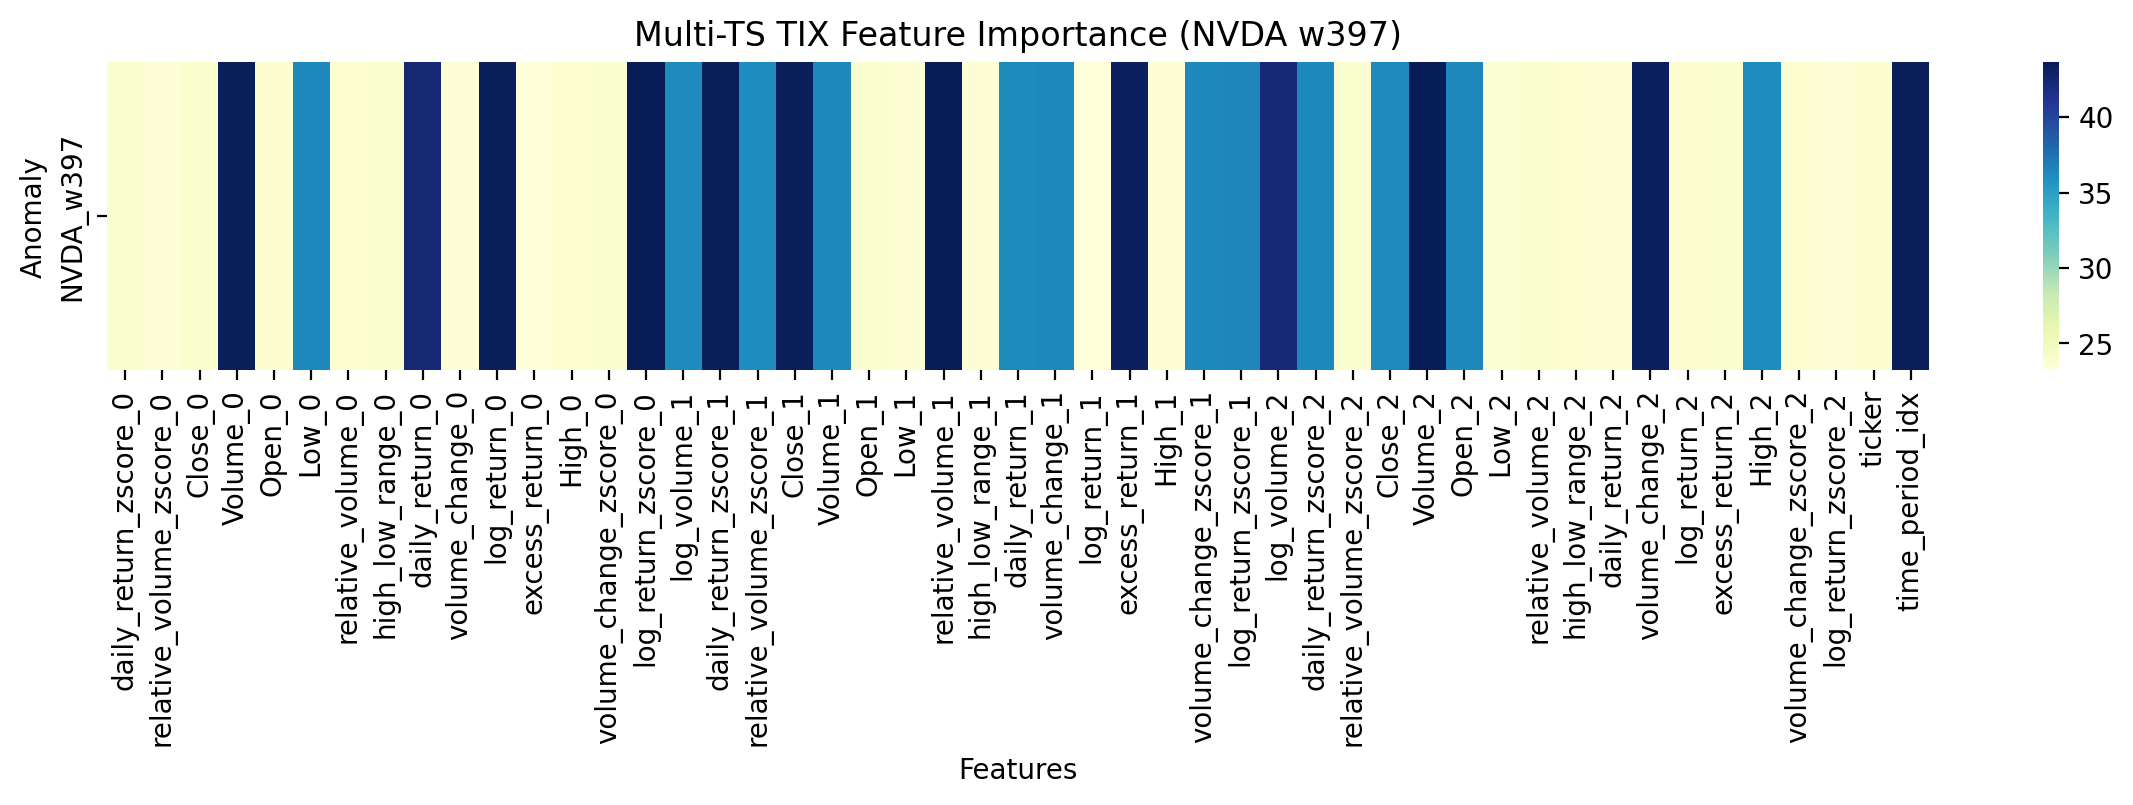 Multi-TS TIX Feature Importance (NVDA w397)
Anomaly
NVDA_w397
40
35
30
25
daily_return_zscore_0
relative_volume_zscore_0
Close_0
Volume_0
Open_0
Low_0
relative_volume_0
high_low_range_0
daily_return_0
volume_change_0
log_return_0
excess_return_0
High_0
volume_change_zscore_0
log_return_zscore_0
log_volume_1
daily_return_zscore_1
relative_volume_zscore_1
Close_1
Volume_1
Open_1
Low_1
relative_volume_1
high_low_range_1
daily_return_1
volume_change_1
log_return_1
excess_return_1
High_1
volume_change_zscore_1
log_return_zscore_1
log_volume_2
daily_return_zscore_2
relative_volume_zscore_2
Close_2
Volume_2
Open_2
Low_2
relative_volume_2
high_low_range_2
daily_return_2
volume_change_2
log_return_2
excess_return_2
High_2
volume_change_zscore_2
log_return_zscore_2
ticker
time_period_idx
Features